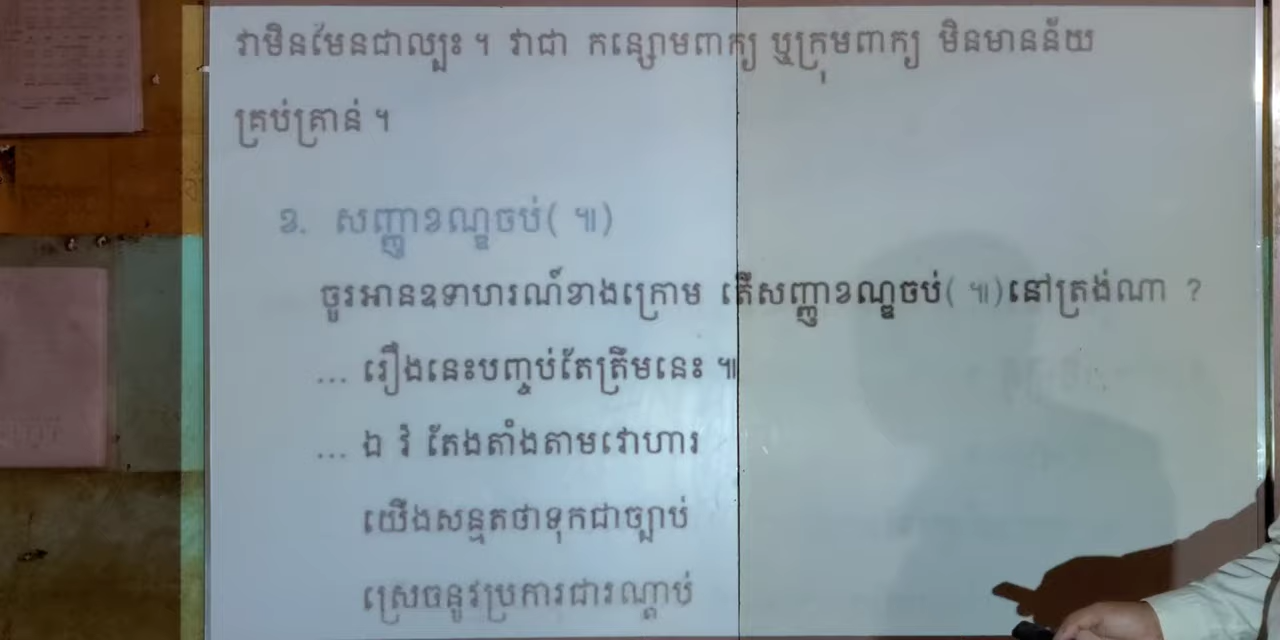 វាមិនមែនជាល្បះ ។ វាជា កន្សោមពាក្យ ឬក្រុមពាក្យ មិនមានន័យ
គ្រប់គ្រាន់ ។
ខ. សញ្ញាខណ្ឌចប់( ៕)
ចូរអានឧទាហរណ៍ខាងក្រោម តើសញ្ញាខណ្ឌចប់( ៕)នៅត្រង់ណា ?
... រឿងនេះបញ្ចប់តែត្រឹមនេះ ៕
... ឯ វំ តែងតាំងតាមវោហារ
យើងសន្មតថាទុកជាច្បាប់
ស្រេចនូវប្រការជារណ្តាប់